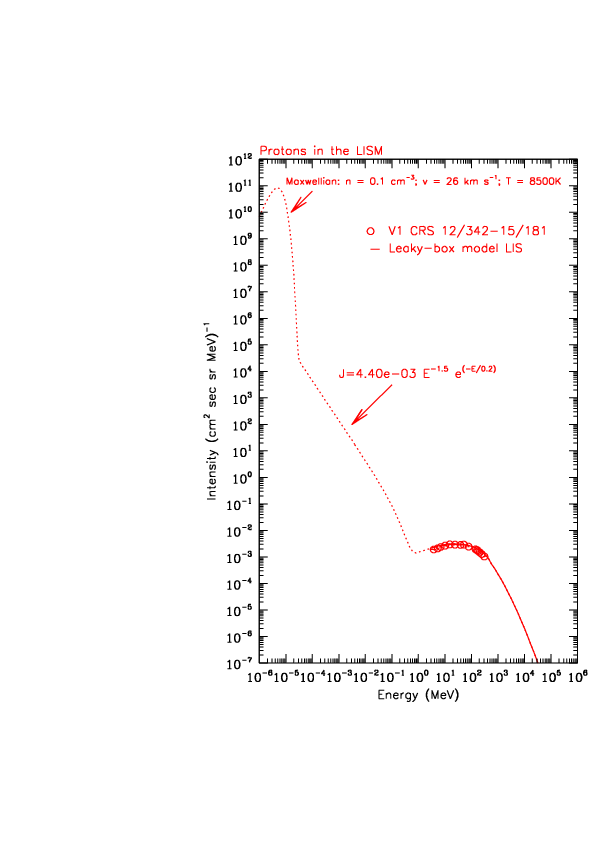 Protons in the LISM
Maxwellian: n = 0.1 cm⁻³; v = 26 km s⁻¹; T = 8500K
V1 CRS 12/342−15/181
Leaky−box model LIS
J=4.40e−03 E⁻¹·⁵ e⁽⁻ᴱ/⁰·²⁾
Intensity (cm² sec sr MeV)⁻¹
10¹²
10¹¹
10¹⁰
10⁹
10⁸
10⁷
10⁶
10⁵
10⁴
10³
10²
10¹
10⁰
10⁻¹
10⁻²
10⁻³
10⁻⁴
10⁻⁵
10⁻⁶
10⁻⁷
10⁻⁶ 10⁻⁵ 10⁻⁴ 10⁻³ 10⁻² 10⁻¹ 10⁰ 10¹ 10² 10³ 10⁴ 10⁵ 10⁶
Energy (MeV)